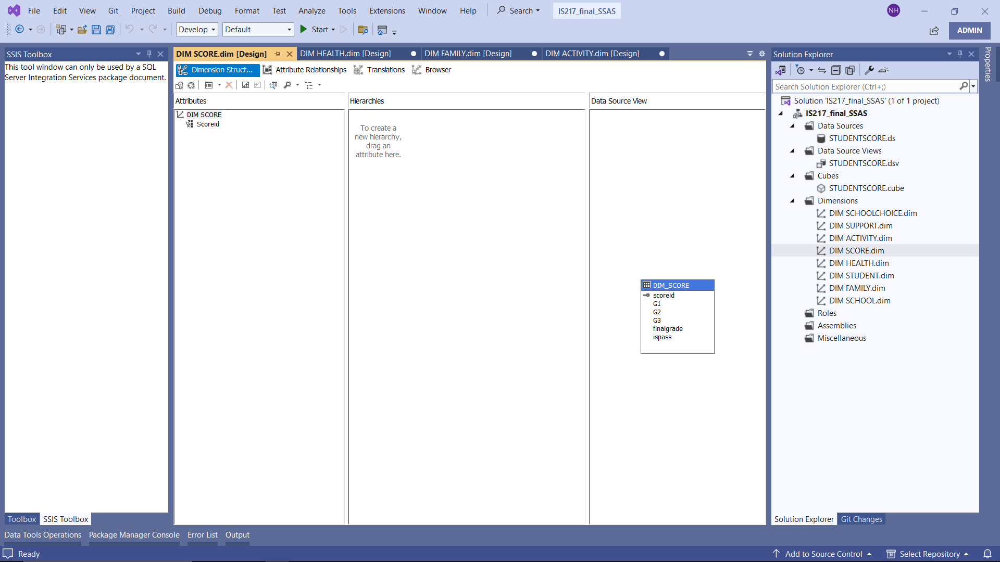 File Edit View Git Project Build Debug Format Test Analyze Tools Extensions Window Help Search IS217_final_SSAS NH
Develop Default Start ADMIN
SSIS Toolbox
This tool window can only be used by a SQL
Server Integration Services package document.
DIM SCORE.dim [Design] DIM HEALTH.dim [Design] DIM FAMILY.dim [Design] DIM ACTIVITY.dim [Design]
Dimension Struct... Attribute Relationships Translations Browser
Attributes
DIM SCORE
Scoreid
Hierarchies
To create a
new hierarchy,
drag an
attribute here.
Data Source View
DIM_SCORE
scoreid
G1
G2
G3
finalgrade
ispass
Solution Explorer
Search Solution Explorer (Ctrl+;)
Solution 'IS217_final_SSAS' (1 of 1 project)
IS217_final_SSAS
Data Sources
STUDENTSCORE.ds
Data Source Views
STUDENTSCORE.dsv
Cubes
STUDENTSCORE.cube
Dimensions
DIM SCHOOLCHOICE.dim
DIM SUPPORT.dim
DIM ACTIVITY.dim
DIM SCORE.dim
DIM HEALTH.dim
DIM STUDENT.dim
DIM FAMILY.dim
DIM SCHOOL.dim
Roles
Assemblies
Miscellaneous
Properties
Toolbox SSIS Toolbox
Solution Explorer Git Changes
Data Tools Operations Package Manager Console Error List Output
Ready Add to Source Control Select Repository